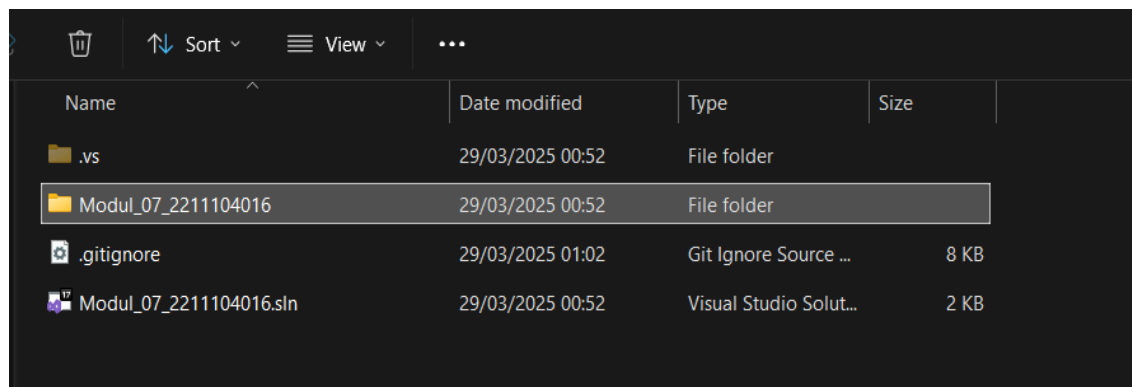 Sort View •••
Name Date modified Type Size
.vs 29/03/2025 00:52 File folder
Modul_07_2211104016 29/03/2025 00:52 File folder
.gitignore 29/03/2025 01:02 Git Ignore Source ... 8 KB
17 Modul_07_2211104016.sln 29/03/2025 00:52 Visual Studio Solut... 2 KB